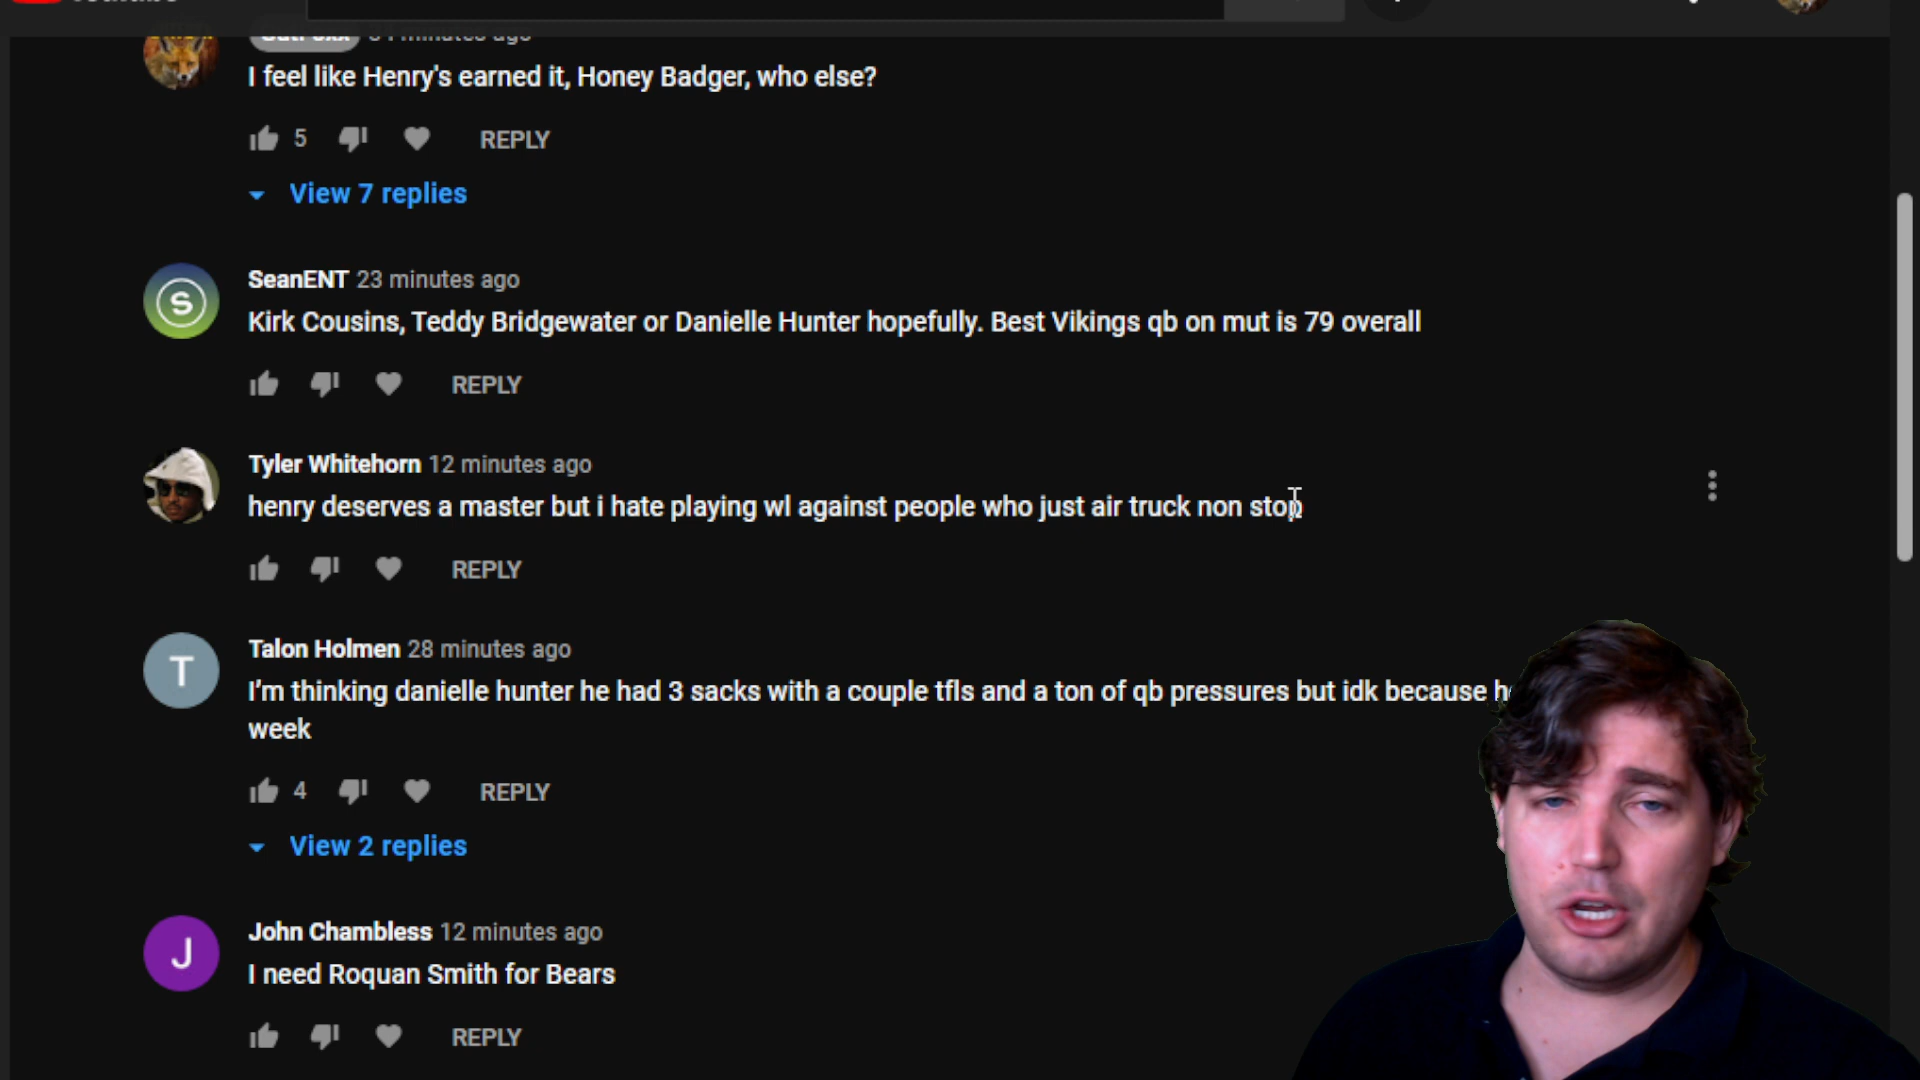 I feel like Henry's earned it, Honey Badger, who else?
5 REPLY
View 7 replies
S
SeanENT 23 minutes ago
Kirk Cousins, Teddy Bridgewater or Danielle Hunter hopefully. Best Vikings qb on mut is 79 overall
REPLY
Tyler Whitehorn 12 minutes ago
henry deserves a master but i hate playing wl against people who just air truck non stop
REPLY
T
Talon Holmen 28 minutes ago
I'm thinking danielle hunter he had 3 sacks with a couple tfls and a ton of qb pressures but idk because
week
4 REPLY
View 2 replies
J
John Chambless 12 minutes ago
I need Roquan Smith for Bears
REPLY